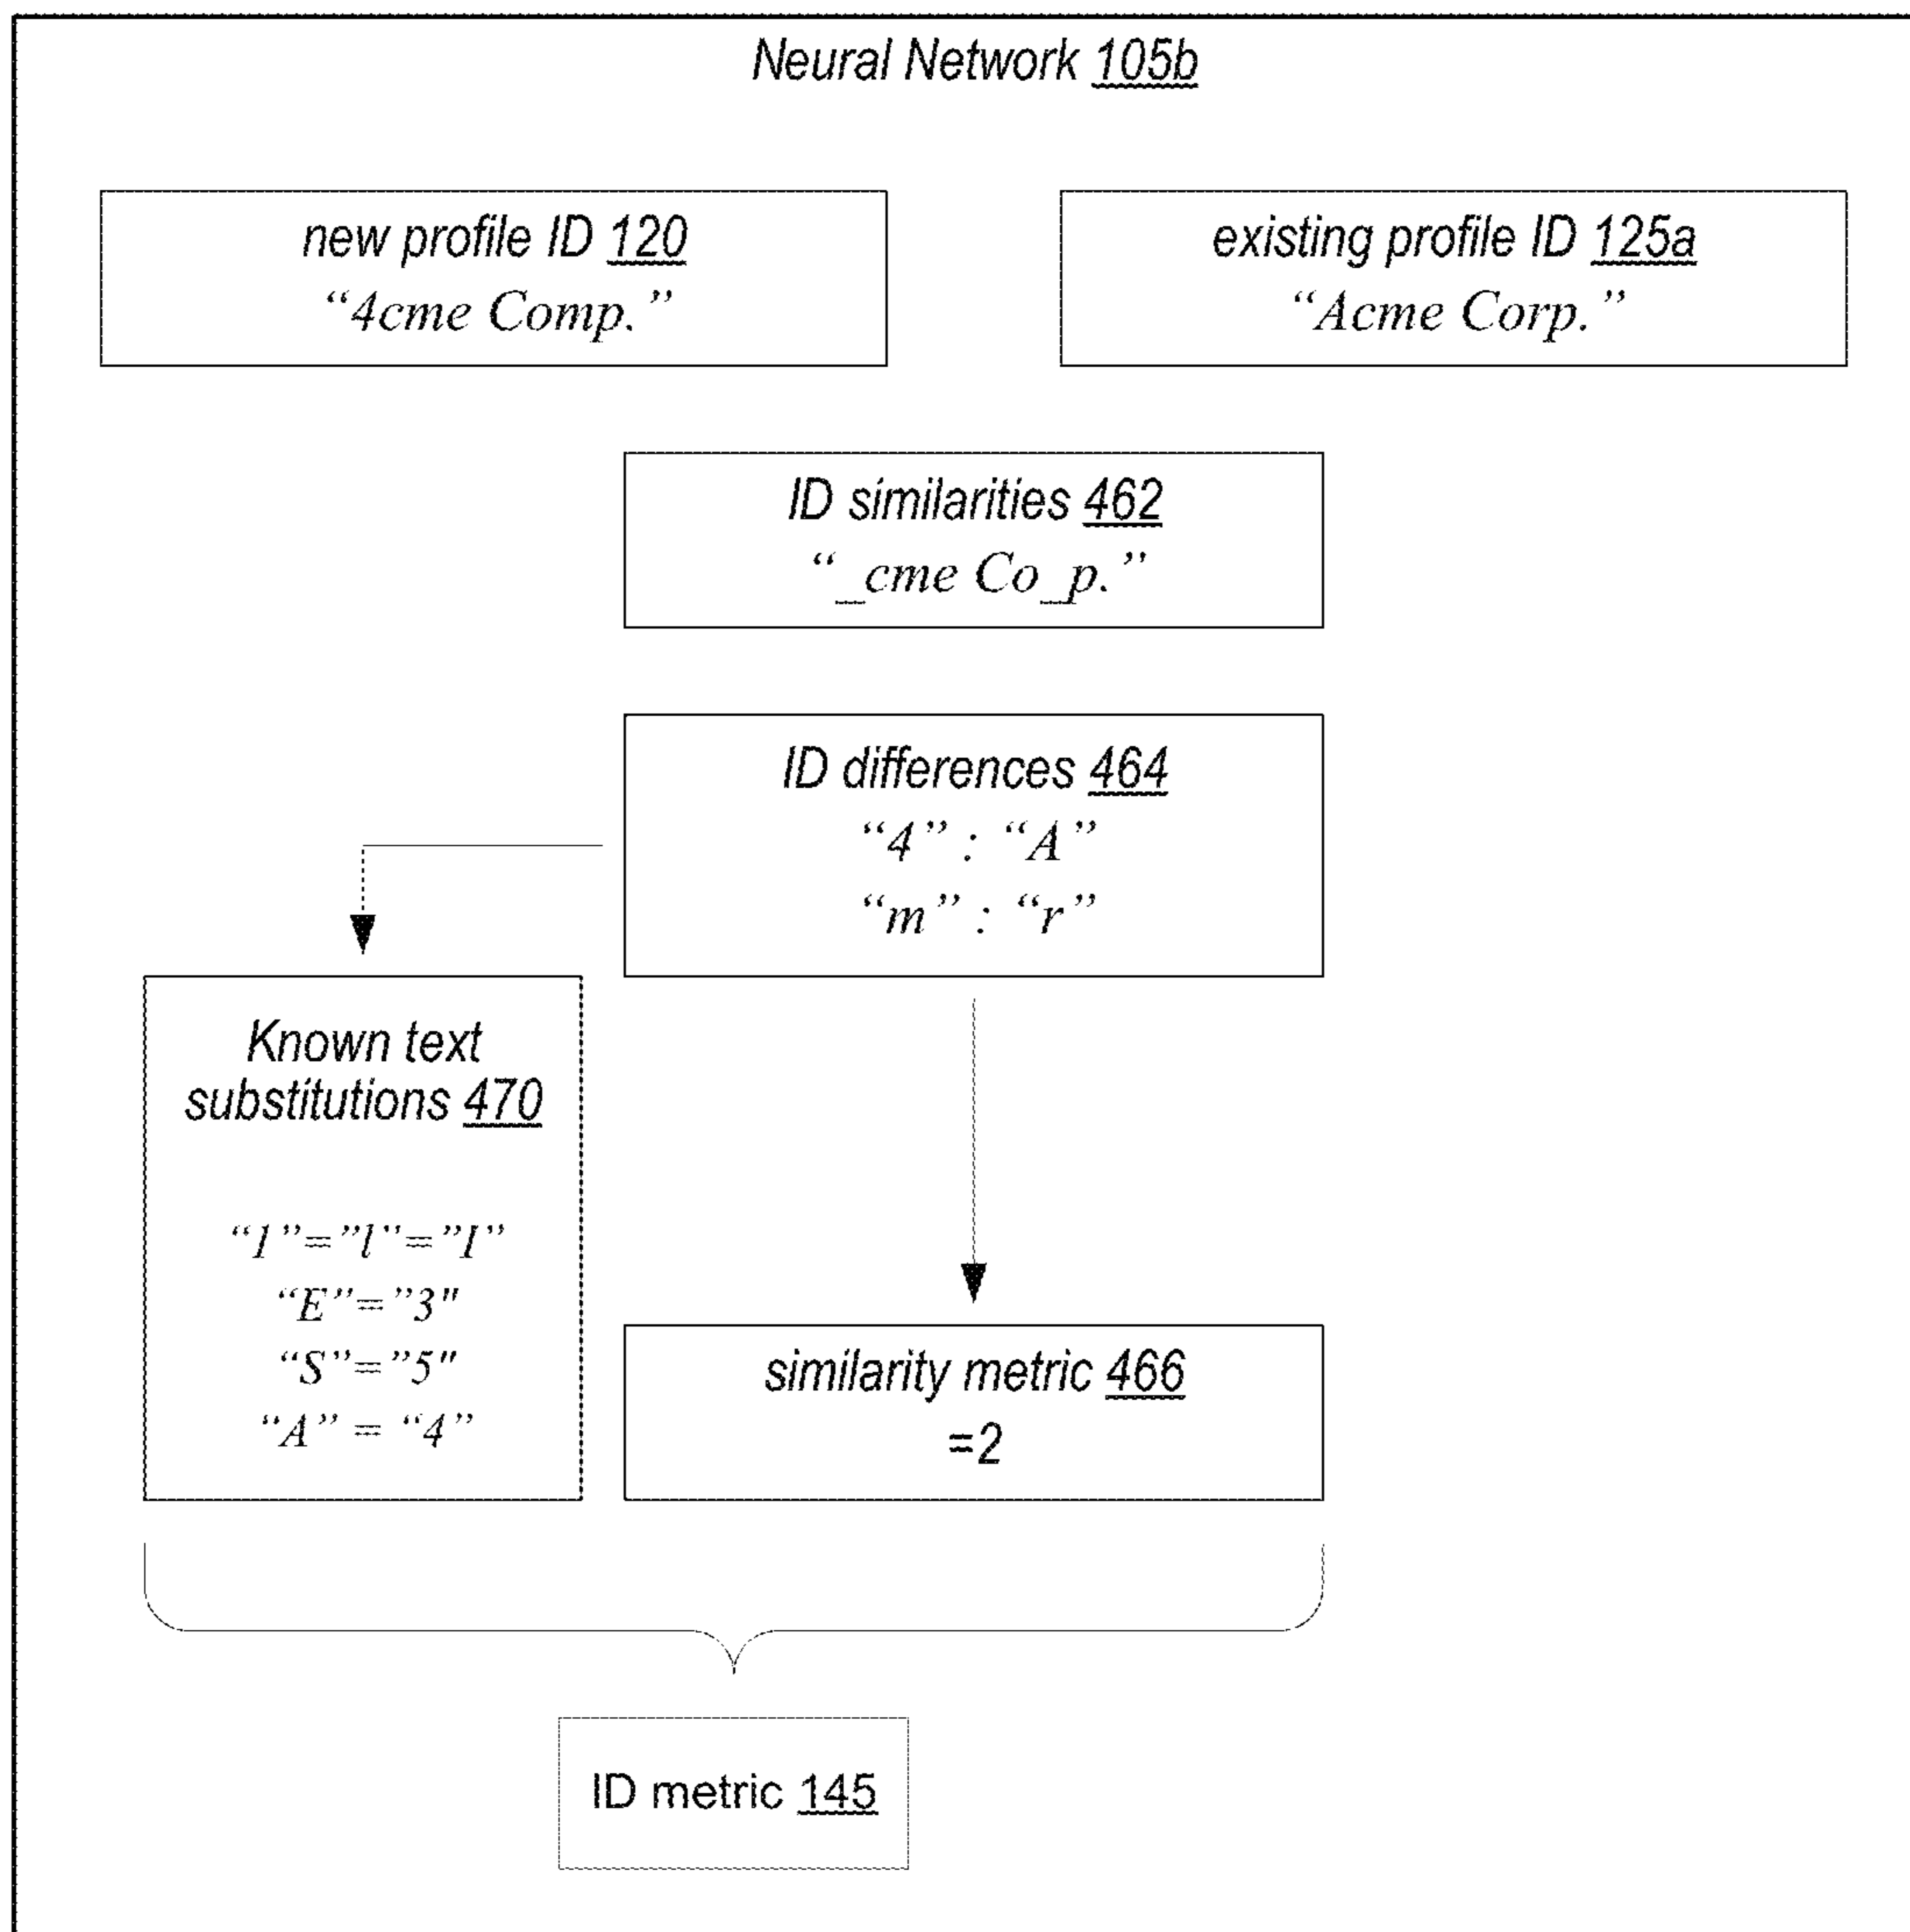 Neural Network 105b
new profile ID 120
“4cme Comp.”
existing profile ID 125a
“Acme Corp.”
ID similarities 462
“_cme Co_p.”
ID differences 464
“4” : “A”
“m” : “r”
Known text
substitutions 470
“1”=”l"=”I”
“E”=”3"
“S”=”5"
“A” = “4”
similarity metric 466
=2
ID metric 145